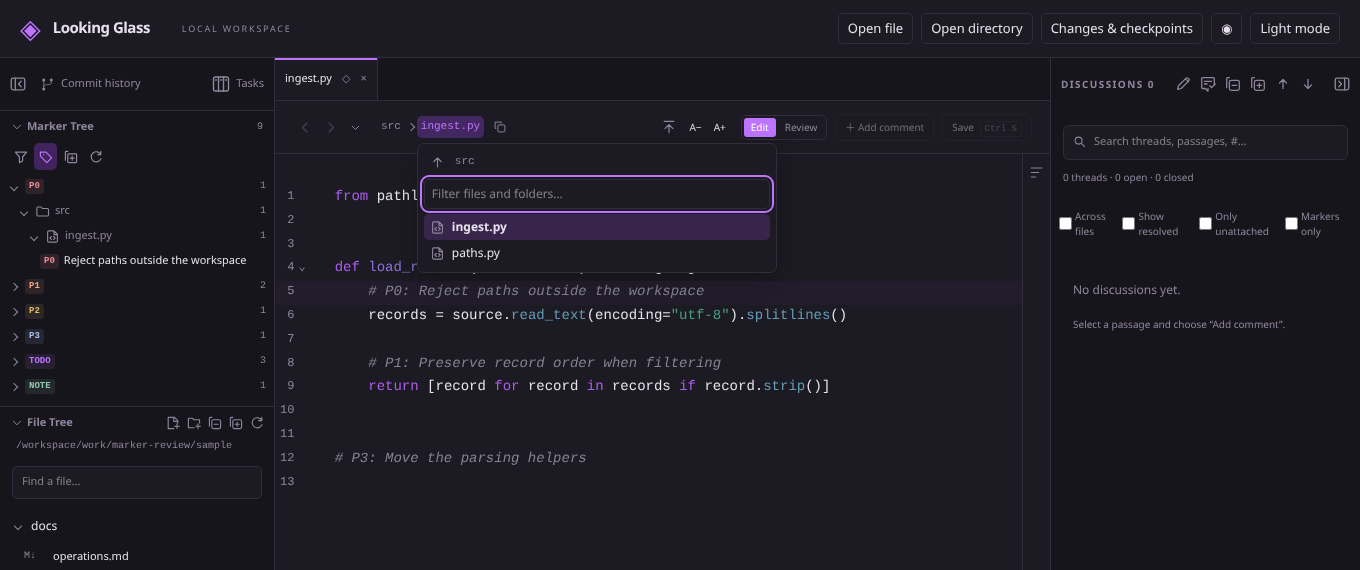 Looking Glass
LOCAL WORKSPACE
Open file
Open directory
Changes & checkpoints
Light mode
Commit history
Tasks
Marker Tree 9
P0 1
src 1
ingest.py 1
P0 Reject paths outside the workspace
P1 2
P2 1
P3 1
TODO 3
NOTE 1
File Tree
/workspace/work/marker-review/sample
Find a file...
docs
M↓ operations.md
ingest.py ◇ ×
src > ingest.py
A− A+
Edit Review
+ Add comment
Save Ctrl S
↑ src
Filter files and folders...
ingest.py
paths.py
1 from pathl
2
3
4 def load_r
5 # P0: Reject paths outside the workspace
6 records = source.read_text(encoding="utf-8").splitlines()
7
8 # P1: Preserve record order when filtering
9 return [record for record in records if record.strip()]
10
11
12 # P3: Move the parsing helpers
13
DISCUSSIONS 0
Search threads, passages, #...
0 threads · 0 open · 0 closed
Across files
Show resolved
Only unattached
Markers only
No discussions yet.
Select a passage and choose “Add comment”.